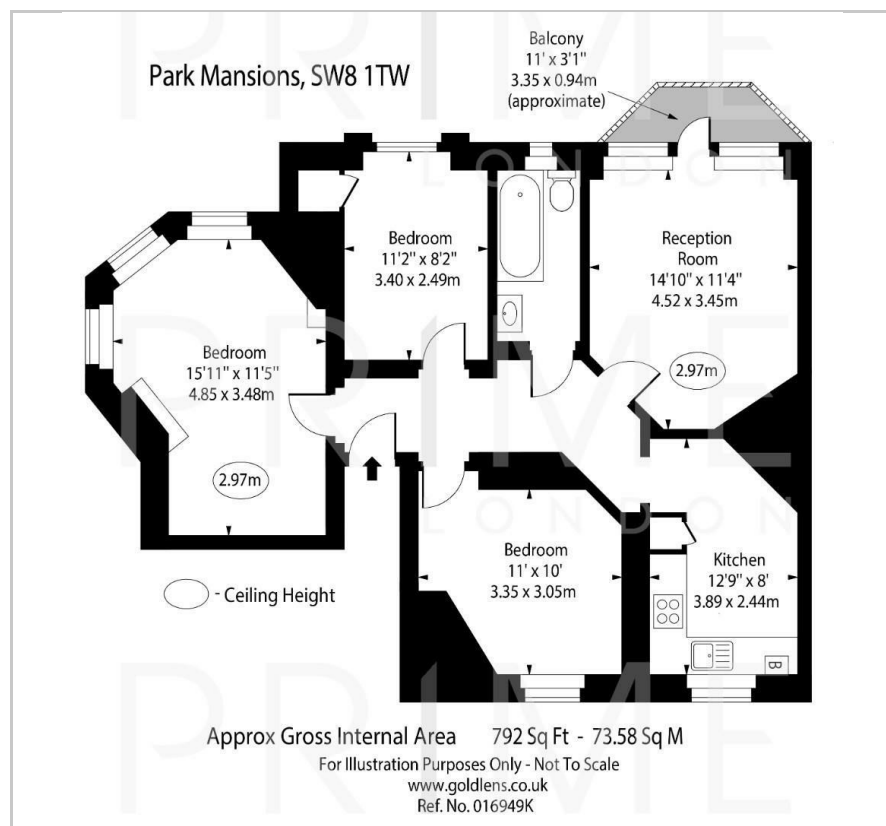 PRIME
LONDON
Park Mansions, SW8 1TW
Balcony
11' x 3'1"
3.35 x 0.94m
(approximate)
Bedroom
11'2" x 8'2"
3.40 x 2.49m
Reception
Room
14'10" x 11'4"
4.52 x 3.45m
2.97m
Bedroom
15'11" x 11'5"
4.85 x 3.48m
2.97m
PRIME
LONDON
Bedroom
11' x 10'
3.35 x 3.05m
Kitchen
12'9" x 8'
3.89 x 2.44m
B
- Ceiling Height
PRIME
Approx Gross Internal Area 792 Sq Ft - 73.58 Sq M
For Illustration Purposes Only - Not To Scale
www.goldlens.co.uk
Ref. No. 016949K